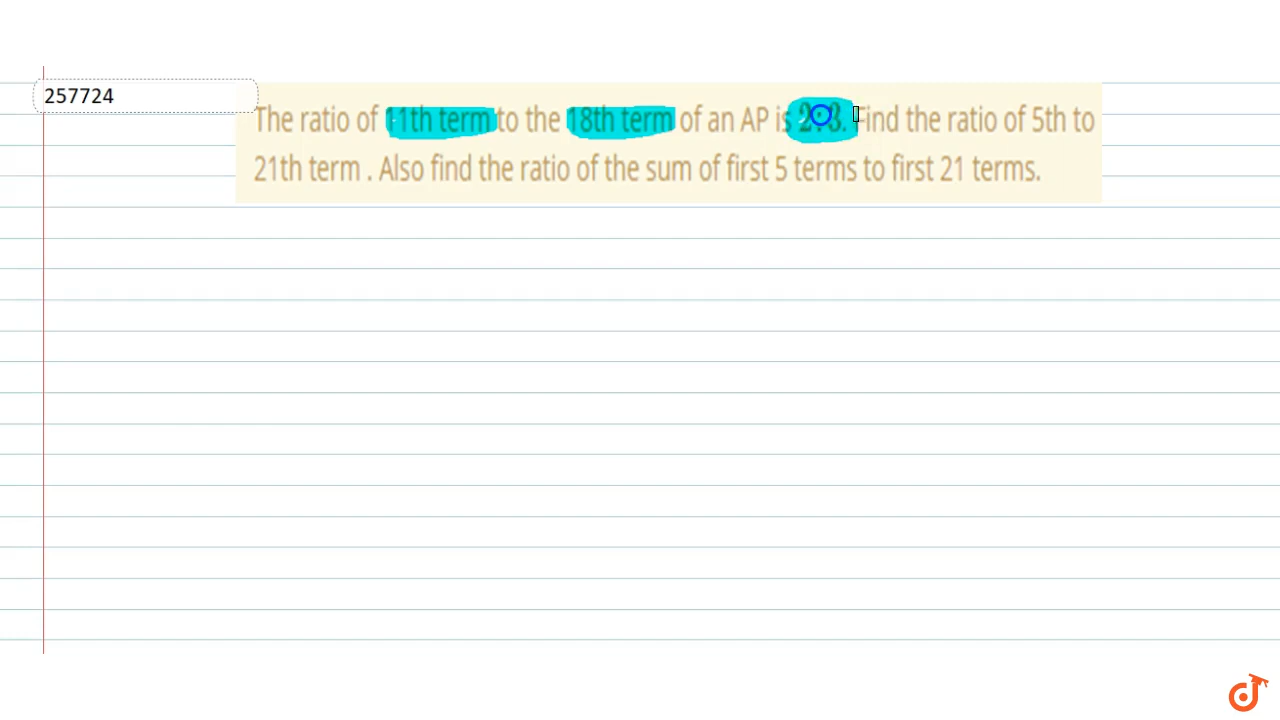 257724
The ratio of 11th term to the 18th term of an AP is 2:3. Find the ratio of 5th to
21th term . Also find the ratio of the sum of first 5 terms to first 21 terms.